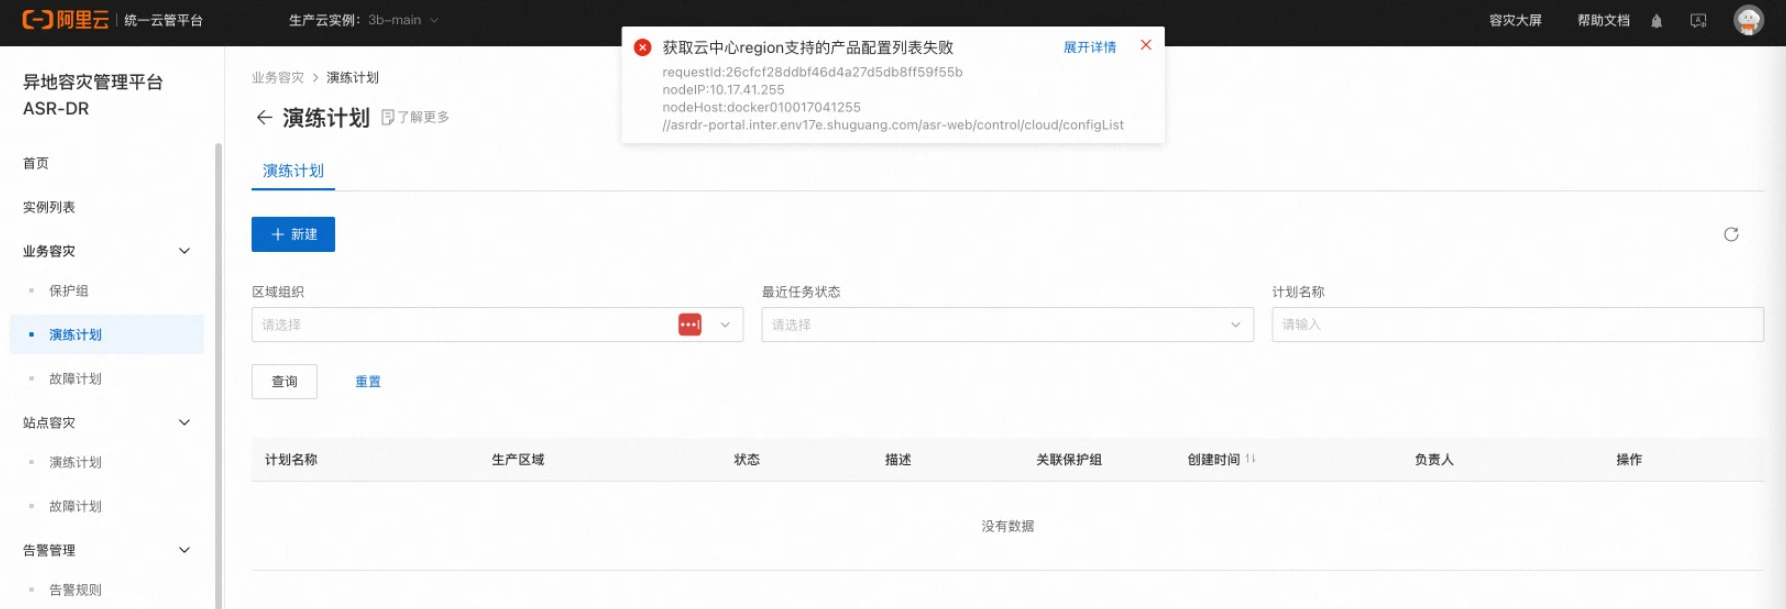 阿里云 | 统一云管平台
生产云实例：3b-main
容灾大屏
帮助文档
获取云中心region支持的产品配置列表失败
展开详情
requestId:26cfcf28ddbf46d4a27d5db8ff59f55b
nodeIP:10.17.41.255
nodeHost:docker010017041255
//asrdr-portal.inter.env17e.shuguang.com/asr-web/control/cloud/configList
异地容灾管理平台
ASR-DR
首页
实例列表
业务容灾
保护组
演练计划
故障计划
站点容灾
演练计划
故障计划
告警管理
告警规则
业务容灾 > 演练计划
演练计划 了解更多
演练计划
新建
区域组织
请选择
最近任务状态
请选择
计划名称
请输入
查询
重置
计划名称 生产区域 状态 描述 关联保护组 创建时间 负责人 操作
没有数据